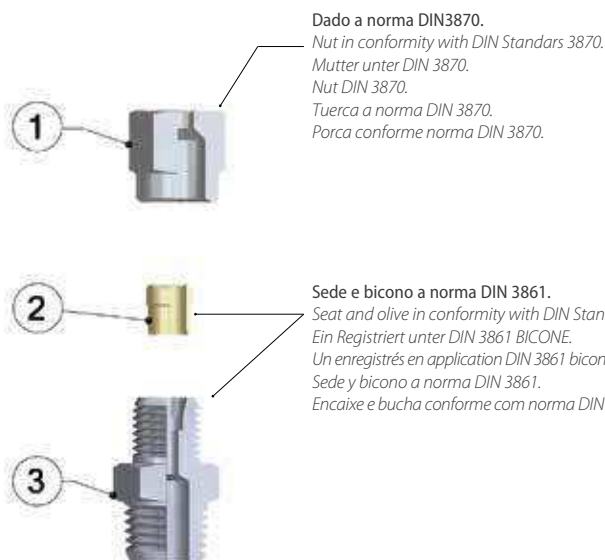 Dado a norma DIN3870.
Nut in conformity with DIN Standars 3870.
Mutter unter DIN 3870.
Nut DIN 3870.
Tuerca a norma DIN 3870.
Porca conforme norma DIN 3870.
1
2
Sede e bicono a norma DIN 3861.
Seat and olive in conformity with DIN Stan
Ein Registriert unter DIN 3861 BICONE.
Un enregistrés en application DIN 3861 bicon
Sede y bicono a norma DIN 3861.
Encaixe e bucha conforme com norma DIN
3